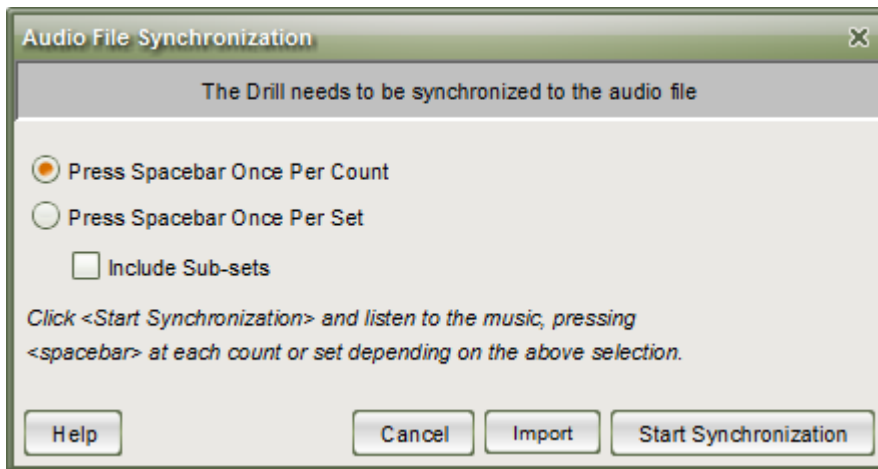 Audio File Synchronization
The Drill needs to be synchronized to the audio file
Press Spacebar Once Per Count
Press Spacebar Once Per Set
Include Sub-sets
Click <Start Synchronization> and listen to the music, pressing
<spacebar> at each count or set depending on the above selection.
Help Cancel Import Start Synchronization